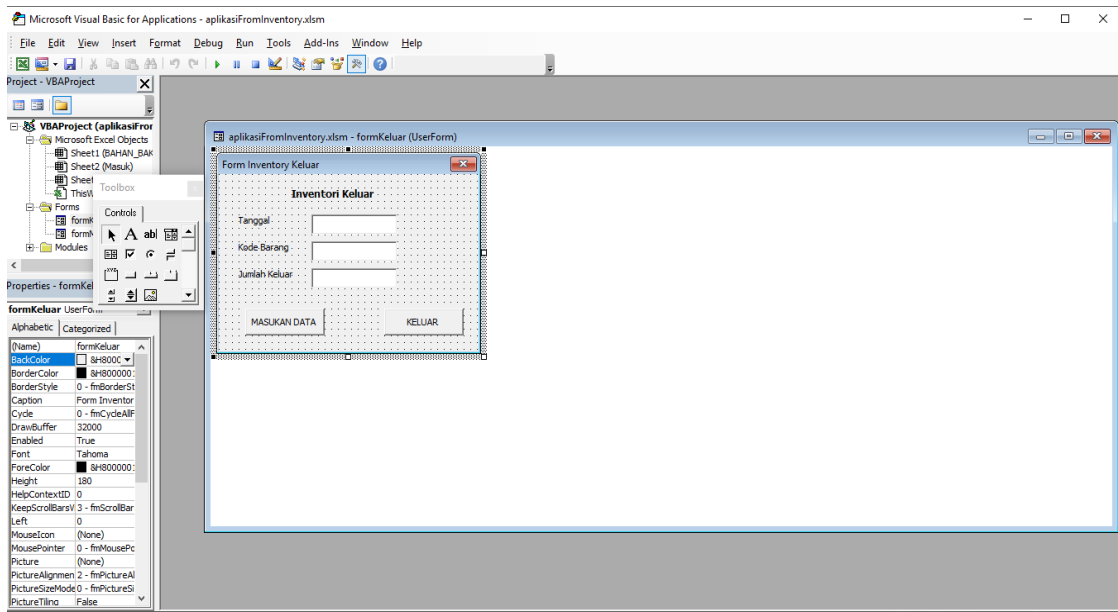 Microsoft Visual Basic for Applications - aplikasiFromInventory.xlsm
File Edit View Insert Format Debug Run Tools Add-Ins Window Help
Project - VBAProject
VBAProject (aplikasiFror
Microsoft Excel Objects
Sheet1 (BAHAN_BAK
Sheet2 (Masuk)
Sheet
ThisW
Forms
formK
formM
Modules
Toolbox
Controls
A abl
xyz
Properties - formKel
formKeluar UserForm
Alphabetic Categorized
(Name) formKeluar
BackColor &H8000
BorderColor &H800000:
BorderStyle 0 - fmBorderSt
Caption Form Inventor
Cycle 0 - fmCycleAllF
DrawBuffer 32000
Enabled True
Font Tahoma
ForeColor &H800000:
Height 180
HelpContextID 0
KeepScrollBarsV 3 - fmScrollBar
Left 0
MouseIcon (None)
MousePointer 0 - fmMousePo
Picture (None)
PictureAlignmen 2 - fmPictureAl
PictureSizeMode 0 - fmPictureSi
PictureTiling False
aplikasiFromInventory.xlsm - formKeluar (UserForm)
Form Inventory Keluar
Inventori Keluar
Tanggal
Kode Barang
Jumlah Keluar
MASUKAN DATA KELUAR